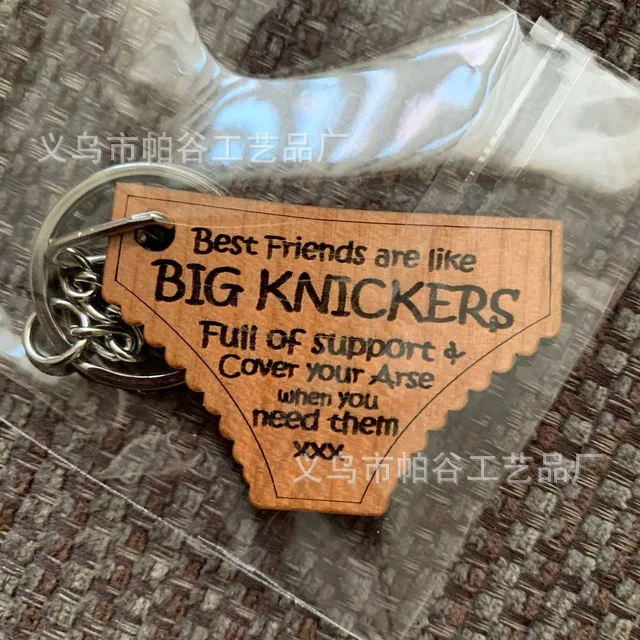 义乌市帕谷工艺品厂
Best Friends are like
BIG KNICKERS
Full of support &
Cover your Arse
when you
need them
xxx
义乌市帕谷工艺品厂